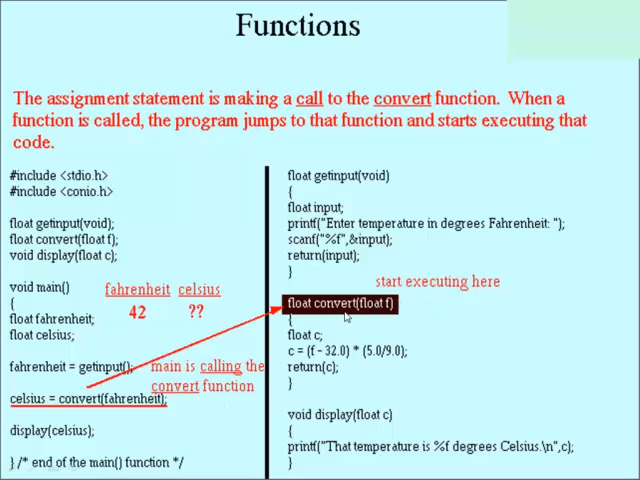 Functions
The assignment statement is making a call to the convert function. When a
function is called, the program jumps to that function and starts executing that
code.
#include <stdio.h>
#include <conio.h>
float getinput(void);
float convert(float f);
void display(float c);
void main()
{
float fahrenheit;
float celsius;
fahrenheit = getinput();
celsius = convert(fahrenheit);
display(celsius);
} /* end of the main() function */
fahrenheit celsius
42 ??
main is calling the
convert function
float getinput(void)
{
float input;
printf("Enter temperature in degrees Fahrenheit: ");
scanf("%f",&input);
return(input);
}
start executing here
float convert(float f)
{
float c;
c = (f - 32.0) * (5.0/9.0);
return(c);
}
void display(float c)
{
printf("That temperature is %f degrees Celsius.\n",c);
}